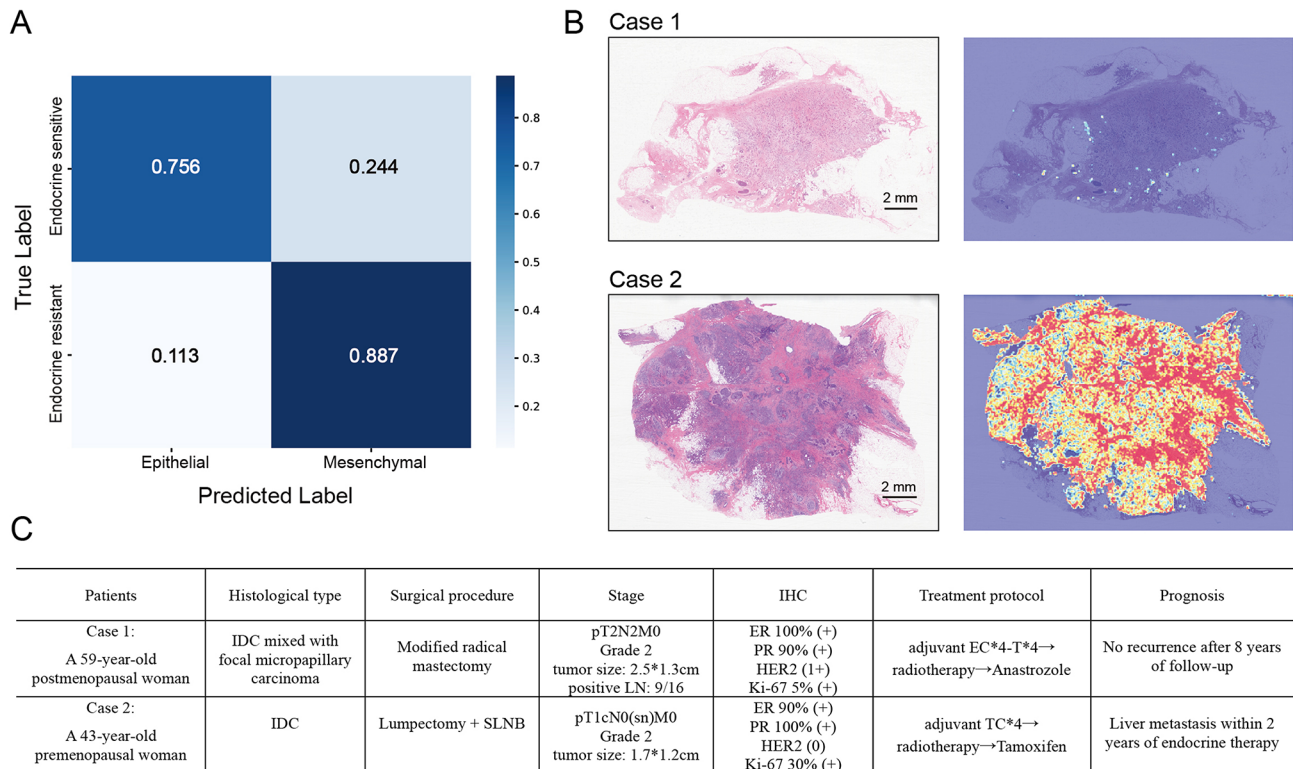 A
True Label
Endocrine sensitive
Endocrine resistant
0.756
0.244
0.113
0.887
Epithelial
Mesenchymal
Predicted Label
0.8
0.7
0.6
0.5
0.4
0.3
0.2
B
Case 1
2 mm
Case 2
2 mm
C
Patients
Histological type
Surgical procedure
Stage
IHC
Treatment protocol
Prognosis
Case 1:
A 59-year-old
postmenopausal woman
IDC mixed with
focal micropapillary
carcinoma
Modified radical
mastectomy
pT2N2M0
Grade 2
tumor size: 2.5*1.3cm
positive LN: 9/16
ER 100% (+)
PR 90% (+)
HER2 (1+)
Ki-67 5% (+)
adjuvant EC*4-T*4→
radiotherapy→Anastrozole
No recurrence after 8 years
of follow-up
Case 2:
A 43-year-old
premenopausal woman
IDC
Lumpectomy + SLNB
pT1cN0(sn)M0
Grade 2
tumor size: 1.7*1.2cm
ER 90% (+)
PR 100% (+)
HER2 (0)
Ki-67 30% (+)
adjuvant TC*4→
radiotherapy→Tamoxifen
Liver metastasis within 2
years of endocrine therapy